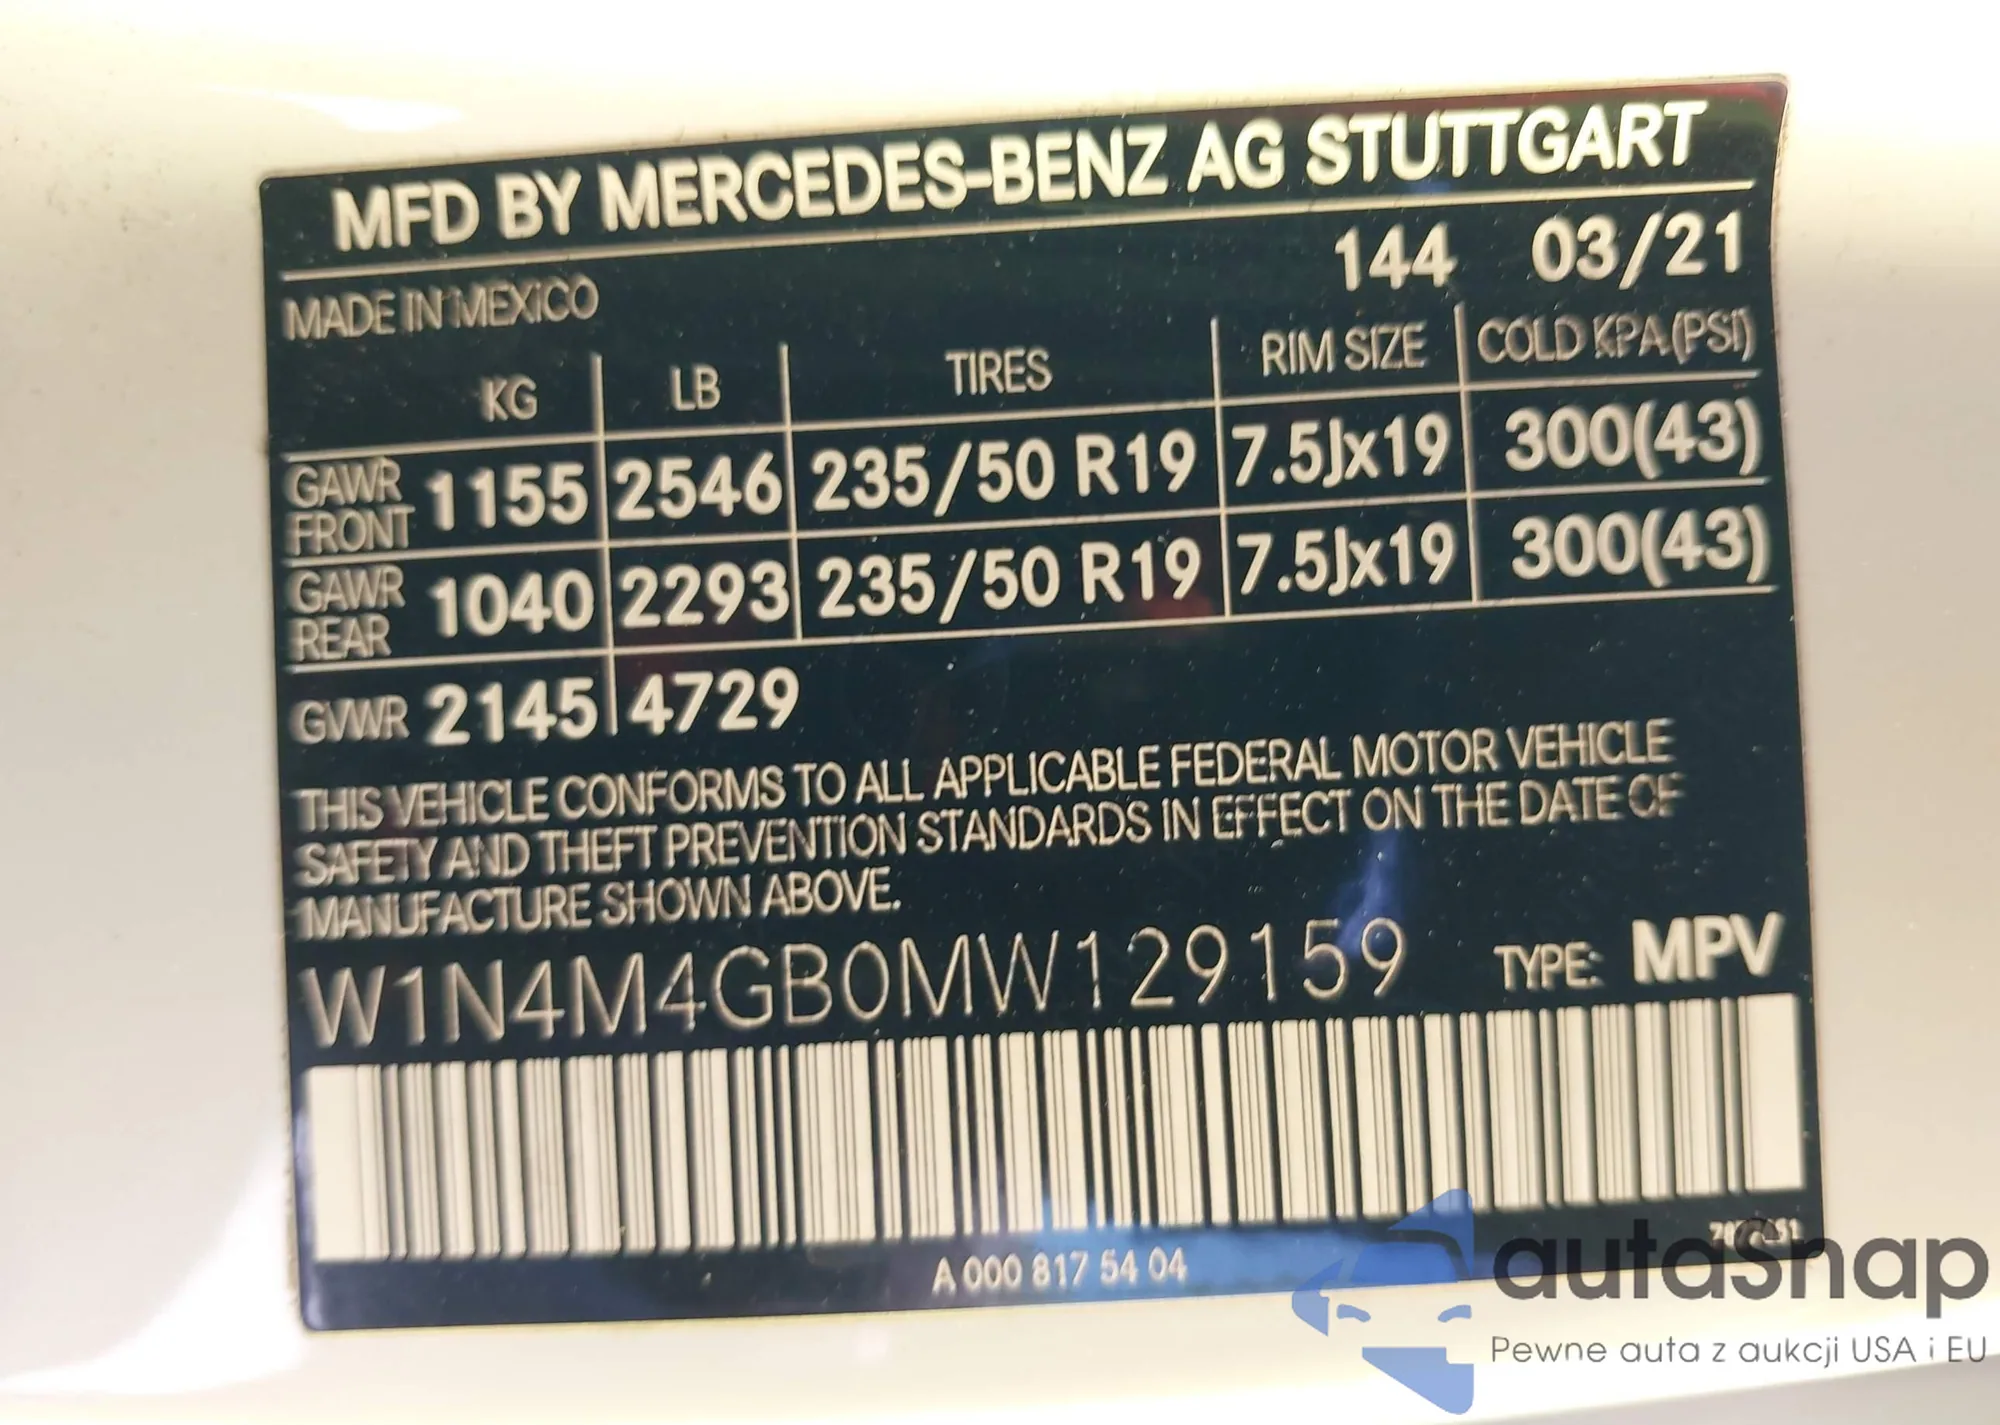 MFD BY MERCEDES-BENZ AG STUTTGART
144 03/21
MADE IN MEXICO
KG LB TIRES RIM SIZE COLD KPA(PSI)
GAWR FRONT 1155 2546 235/50 R19 7.5Jx19 300(43)
GAWR REAR 1040 2293 235/50 R19 7.5Jx19 300(43)
GVWR 2145 4729
THIS VEHICLE CONFORMS TO ALL APPLICABLE FEDERAL MOTOR VEHICLE
SAFETY AND THEFT PREVENTION STANDARDS IN EFFECT ON THE DATE OF
MANUFACTURE SHOWN ABOVE.
W1N4M4GB0MW129159 TYPE: MPV
A 000 817 54 04
autaSnap
Pewne auta z aukcji USA i EU